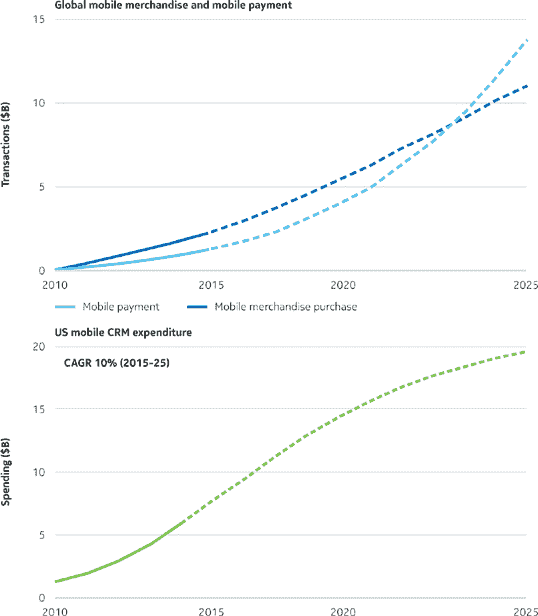 Global mobile merchandise and mobile payment
15
10
5
0
Transactions ($B)
2010 2015 2020 2025
Mobile payment Mobile merchandise purchase
US mobile CRM expenditure
20
CAGR 10% (2015-25)
15
10
5
0
Spending ($B)
2010 2015 2020 2025